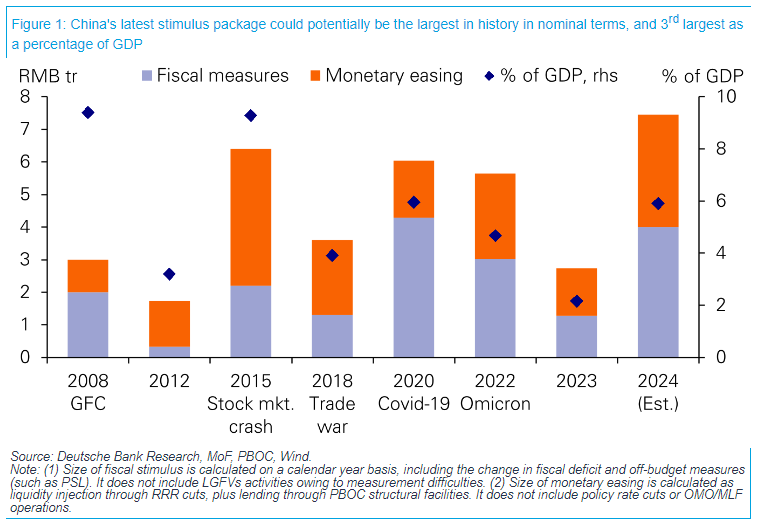 Figure 1: China's latest stimulus package could potentially be the largest in history in nominal terms, and 3rd largest as
a percentage of GDP
RMB tr
Fiscal measures
Monetary easing
% of GDP, rhs
% of GDP
8
7
6
5
4
3
2
1
0
10
8
6
4
2
0
2008
GFC
2012
2015
Stock mkt.
crash
2018
Trade
war
2020
Covid-19
2022
Omicron
2023
2024
(Est.)
Source: Deutsche Bank Research, MoF, PBOC, Wind.
Note: (1) Size of fiscal stimulus is calculated on a calendar year basis, including the change in fiscal deficit and off-budget measures
(such as PSL). It does not include LGFVs activities owing to measurement difficulties. (2) Size of monetary easing is calculated as
liquidity injection through RRR cuts, plus lending through PBOC structural facilities. It does not include policy rate cuts or OMO/MLF
operations.